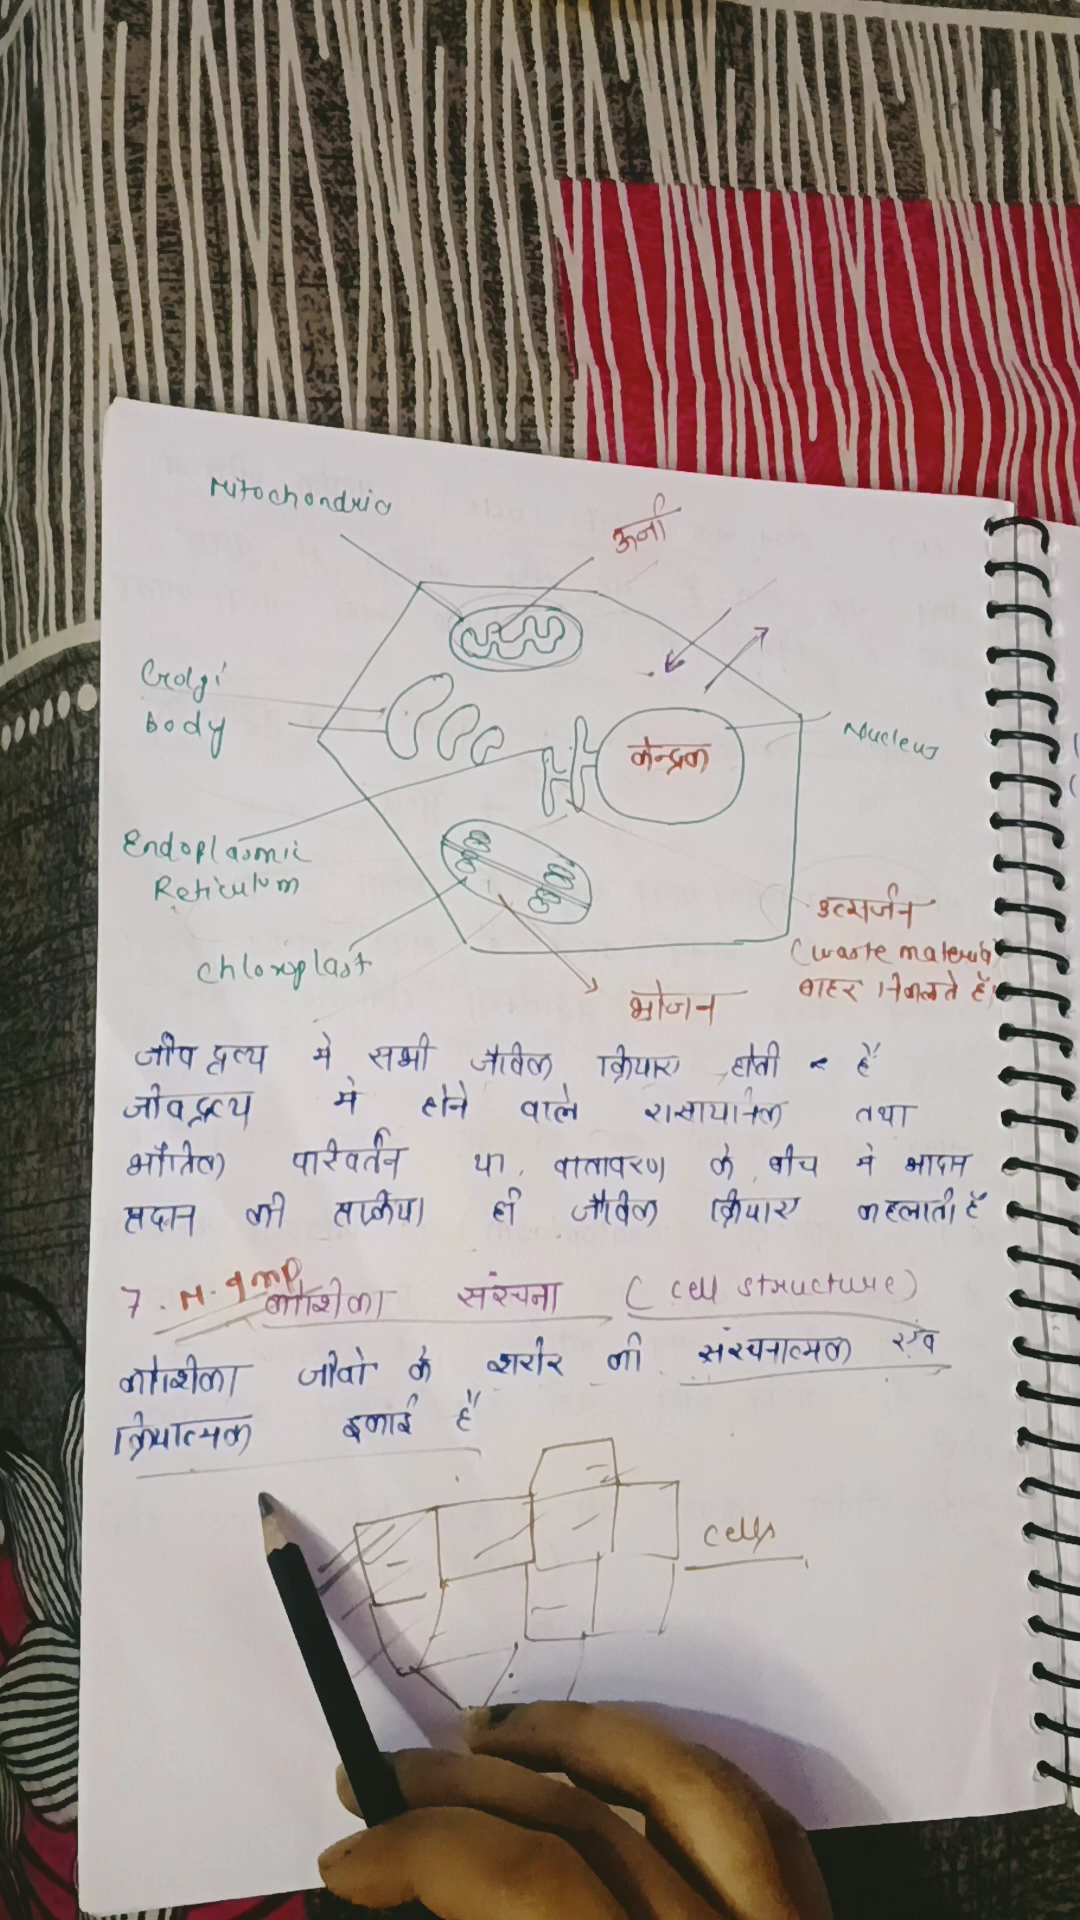 Mitochondria
ऊर्जा
Golgi
body
केन्द्रक
Nucleus
Endoplasmic
Reticulum
chloroplast
उत्सर्जन
(waste material
बाहर निकलते हैं
भोजन
जीव द्रव्य मे सभी जैविक क्रियाए होती है
जीवद्रव्य मे होने वाले रासायनिक तथा
भौतिक परिवर्तन या वातावरण के बीच मे आदान
प्रदान की प्रक्रिया ही जैविक क्रियाए कहलाती है
7. M. Imp कोशिका संरचना (cell structure)
कोशिका जीवो के शरीर की संरचनात्मक एंव
क्रियात्मक इकाई है
cells